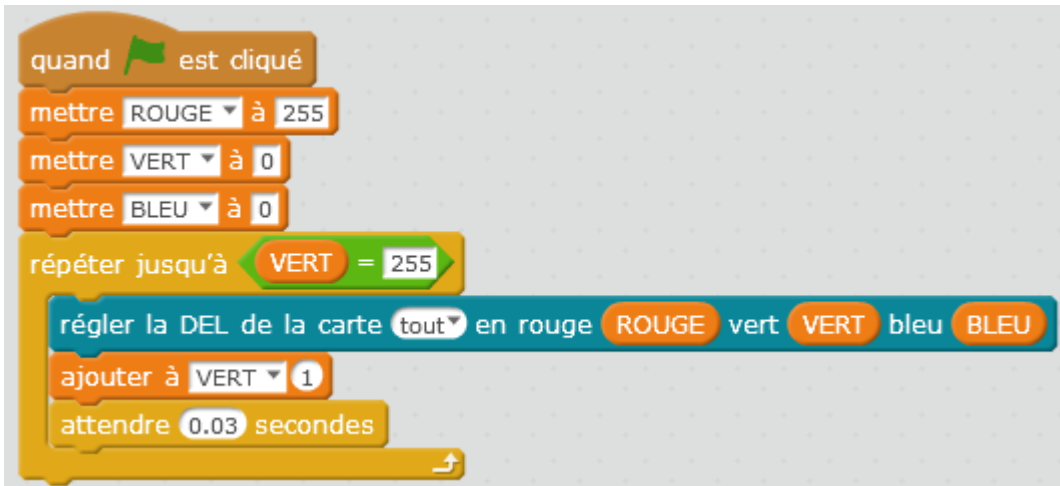 quand est cliqué
mettre ROUGE à 255
mettre VERT à 0
mettre BLEU à 0
répéter jusqu'à VERT = 255
régler la DEL de la carte tout en rouge ROUGE vert VERT bleu BLEU
ajouter à VERT 1
attendre 0.03 secondes